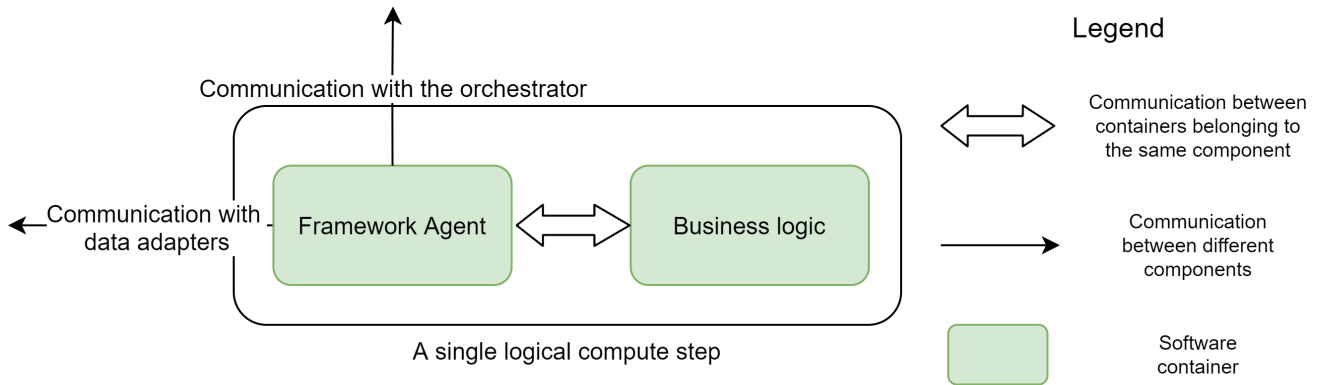 Communication with the orchestrator
Communication with
data adapters
Framework Agent
Business logic
A single logical compute step
Legend
Communication between
containers belonging to
the same component
Communication
between different
components
Software
container